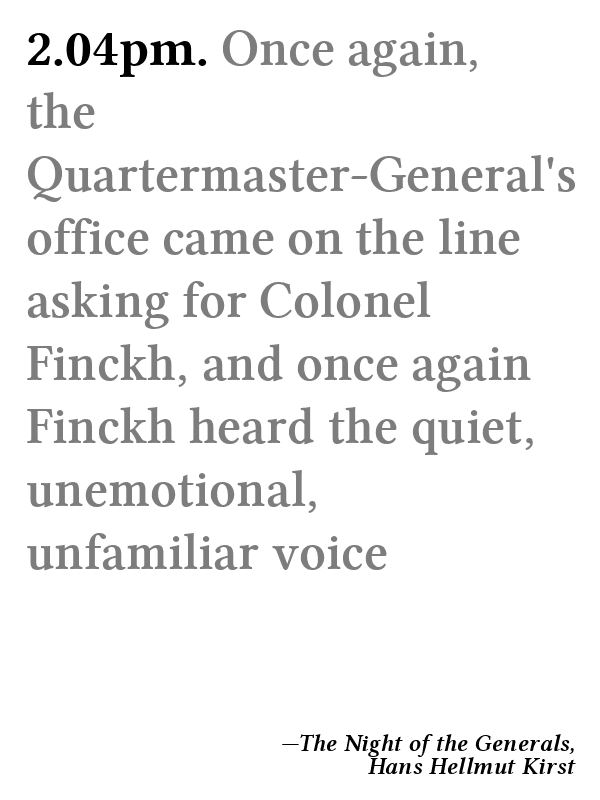 2.04pm. Once again,
the
Quartermaster-General's
office came on the line
asking for Colonel
Finckh, and once again
Finckh heard the quiet,
unemotional,
unfamiliar voice
—The Night of the Generals,
Hans Hellmut Kirst